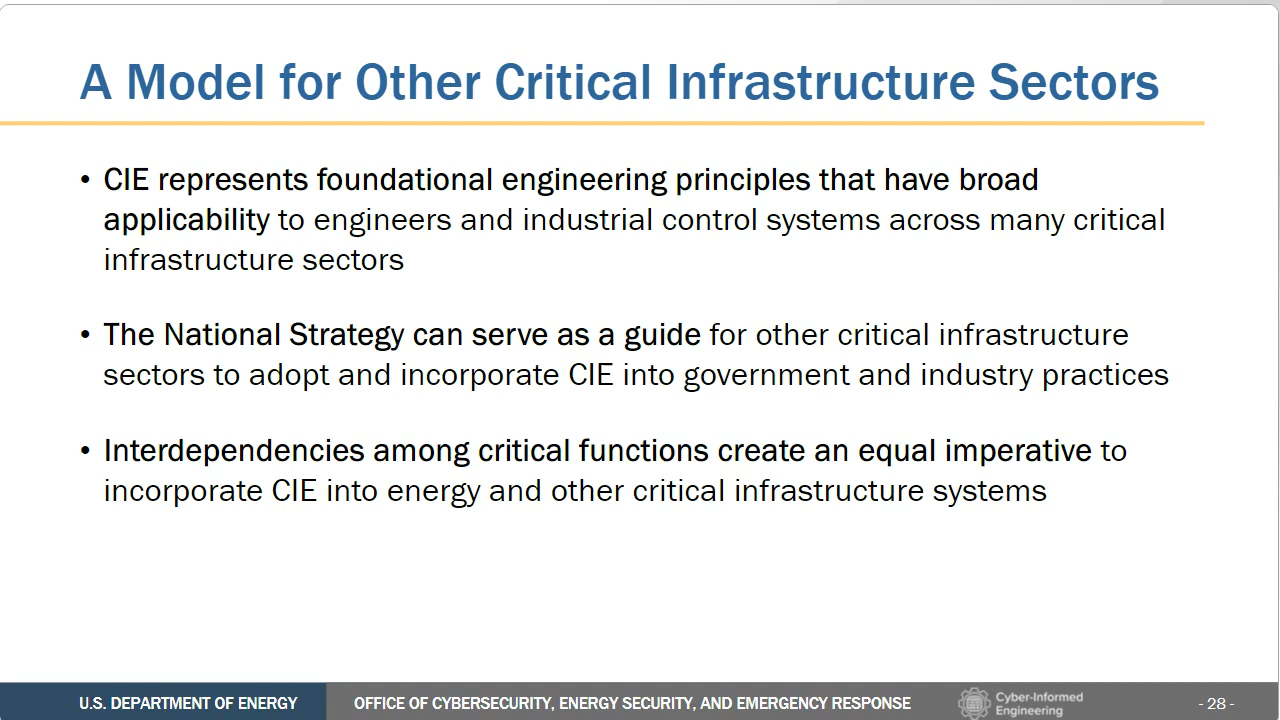 A Model for Other Critical Infrastructure Sectors
• CIE represents foundational engineering principles that have broad
applicability to engineers and industrial control systems across many critical
infrastructure sectors
• The National Strategy can serve as a guide for other critical infrastructure
sectors to adopt and incorporate CIE into government and industry practices
• Interdependencies among critical functions create an equal imperative to
incorporate CIE into energy and other critical infrastructure systems
U.S. DEPARTMENT OF ENERGY
OFFICE OF CYBERSECURITY, ENERGY SECURITY, AND EMERGENCY RESPONSE
Cyber-Informed
Engineering
- 28 -